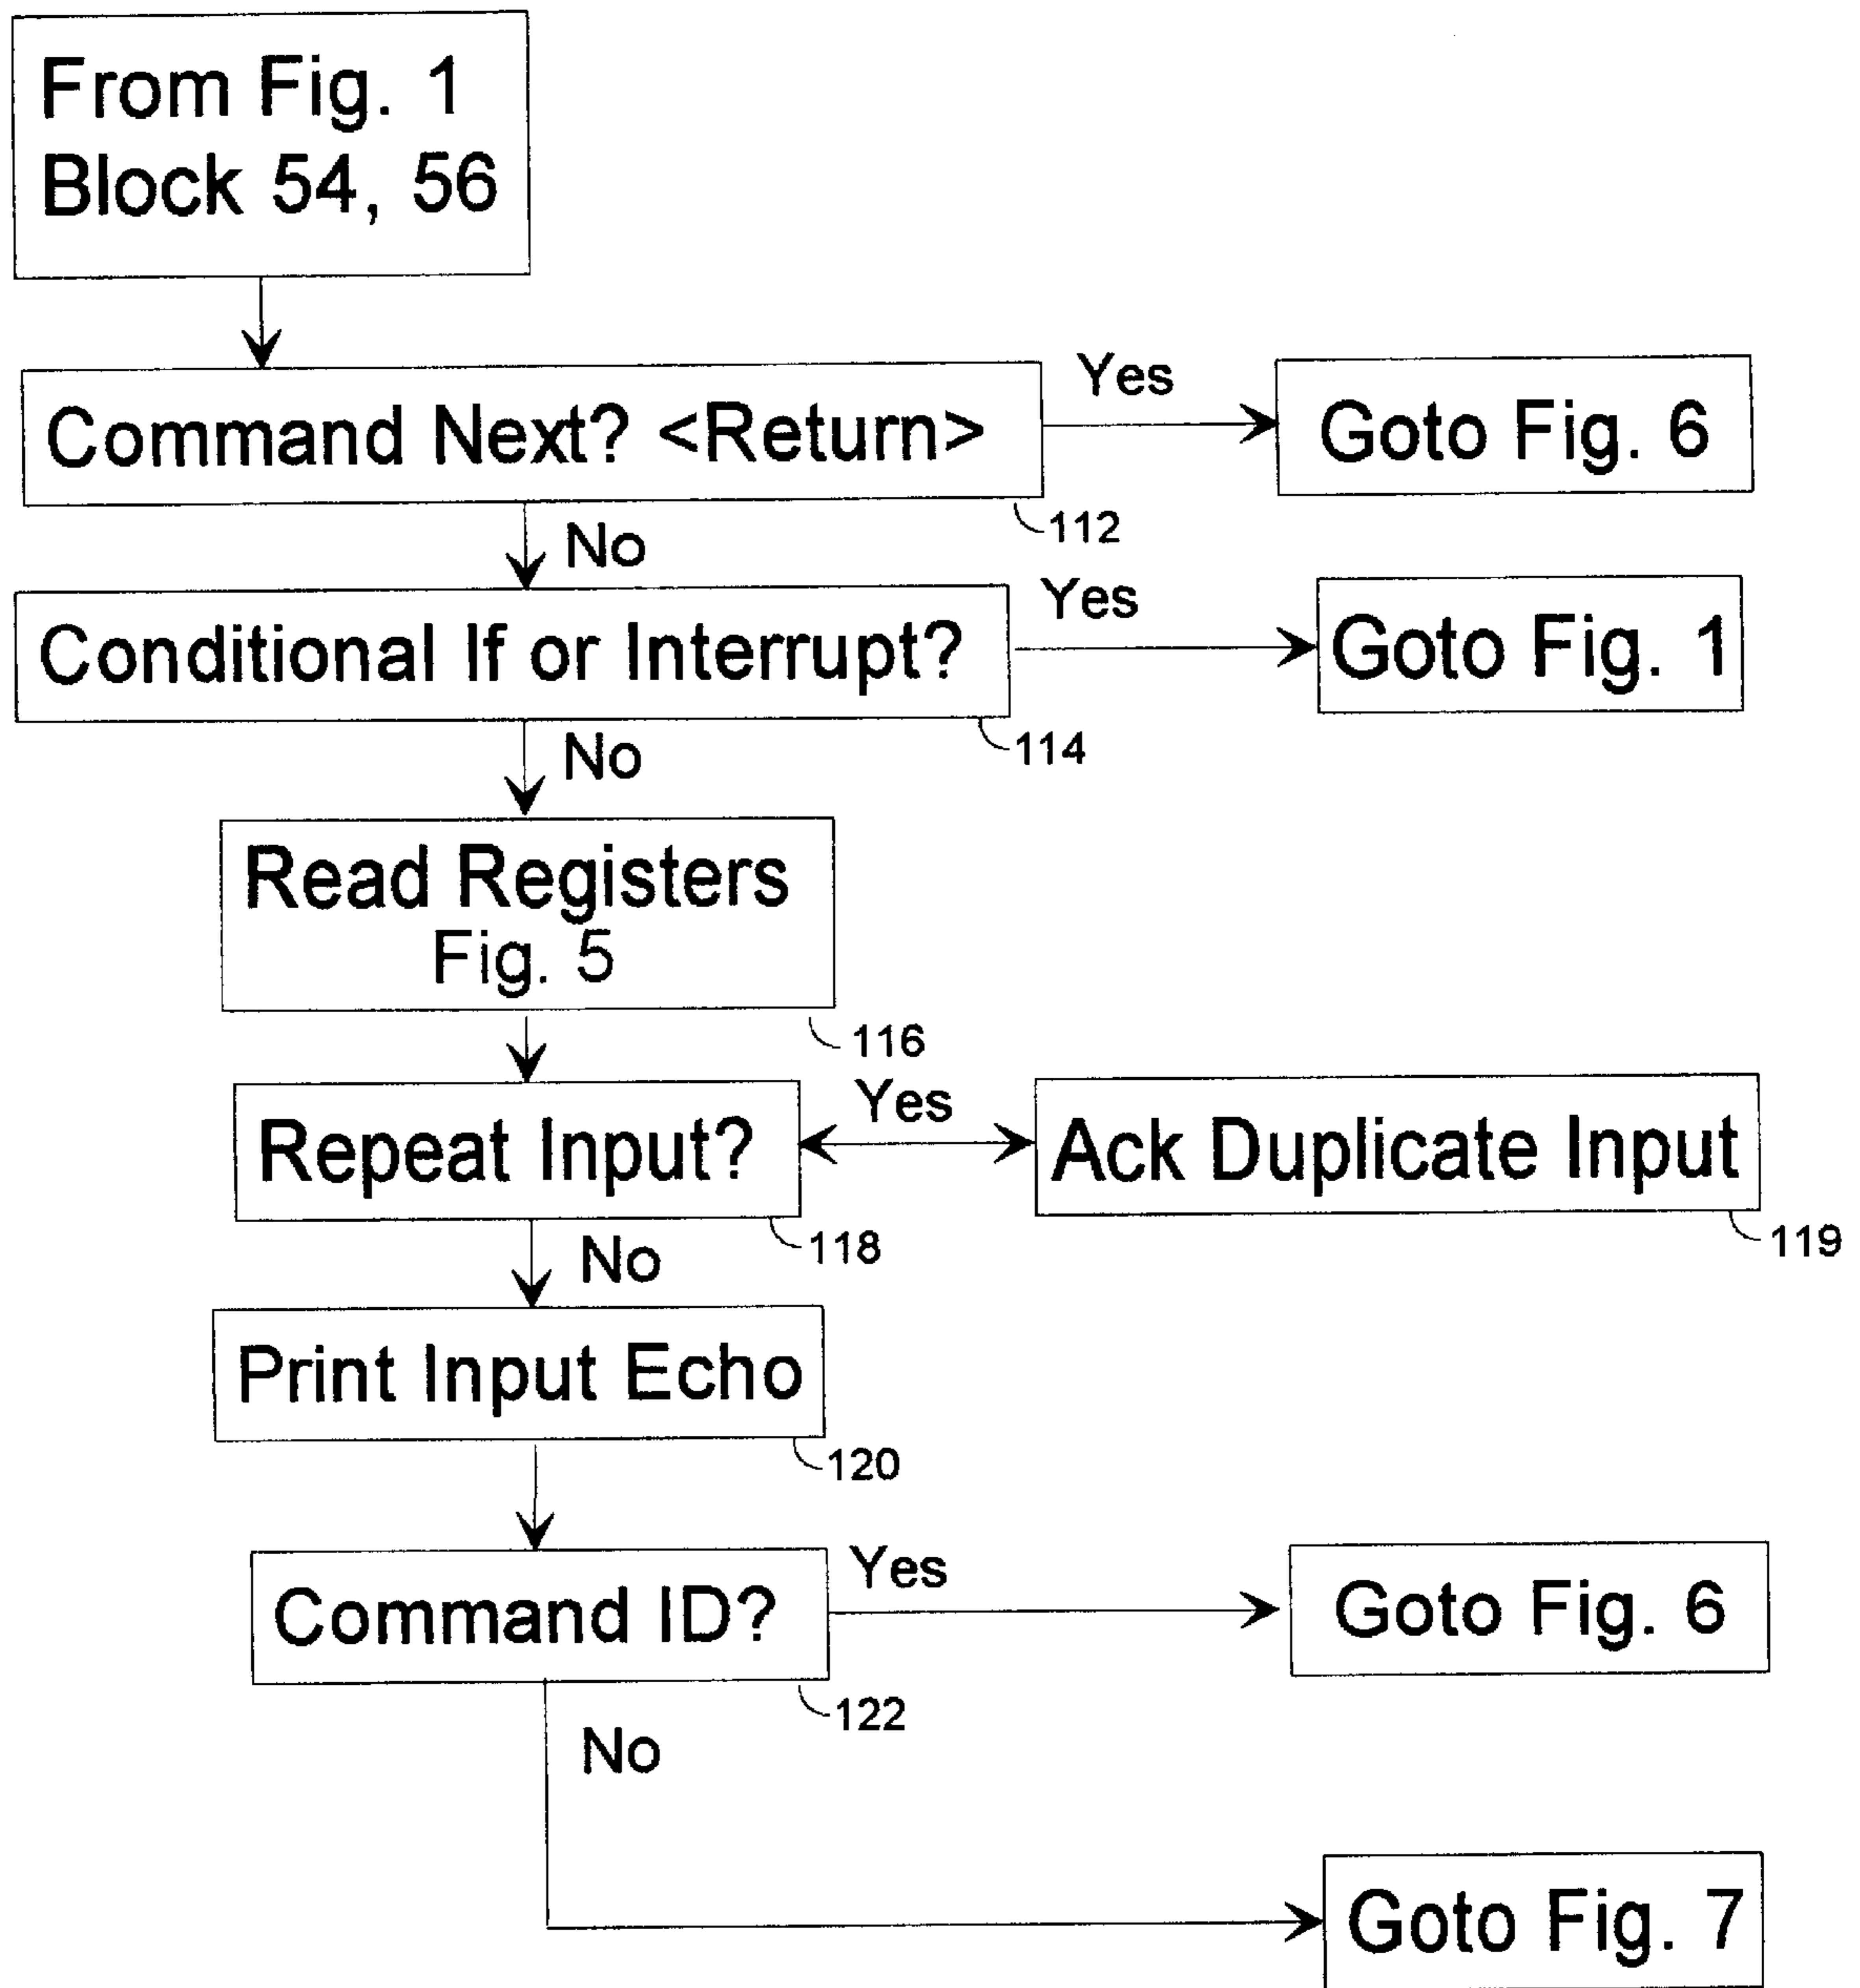 From Fig. 1
Block 54, 56
Command Next? <Return>
Yes
Goto Fig. 6
112
No
Conditional If or Interrupt?
Yes
Goto Fig. 1
114
No
Read Registers
Fig. 5
116
Repeat Input?
Yes
Ack Duplicate Input
118
119
No
Print Input Echo
120
Command ID?
Yes
Goto Fig. 6
122
No
Goto Fig. 7